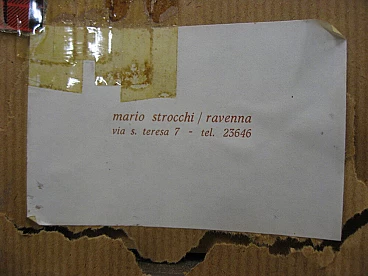 mario strocchi / ravenna
via s. teresa 7 - tel. 23646